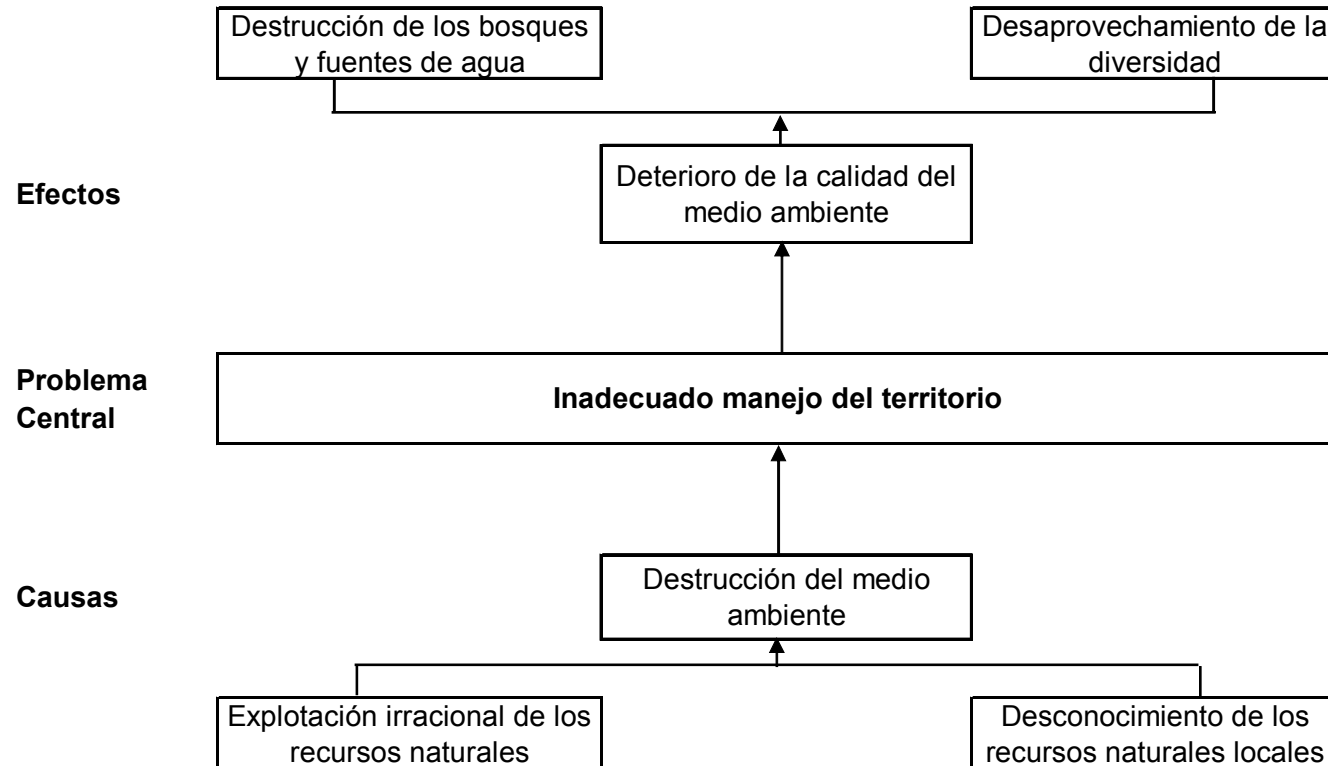 Destrucción de los bosques
y fuentes de agua
Desaprovechamiento de la
diversidad
Efectos
Deterioro de la calidad del
medio ambiente
Problema
Central
Inadecuado manejo del territorio
Causas
Destrucción del medio
ambiente
Explotación irracional de los
recursos naturales
Desconocimiento de los
recursos naturales locales